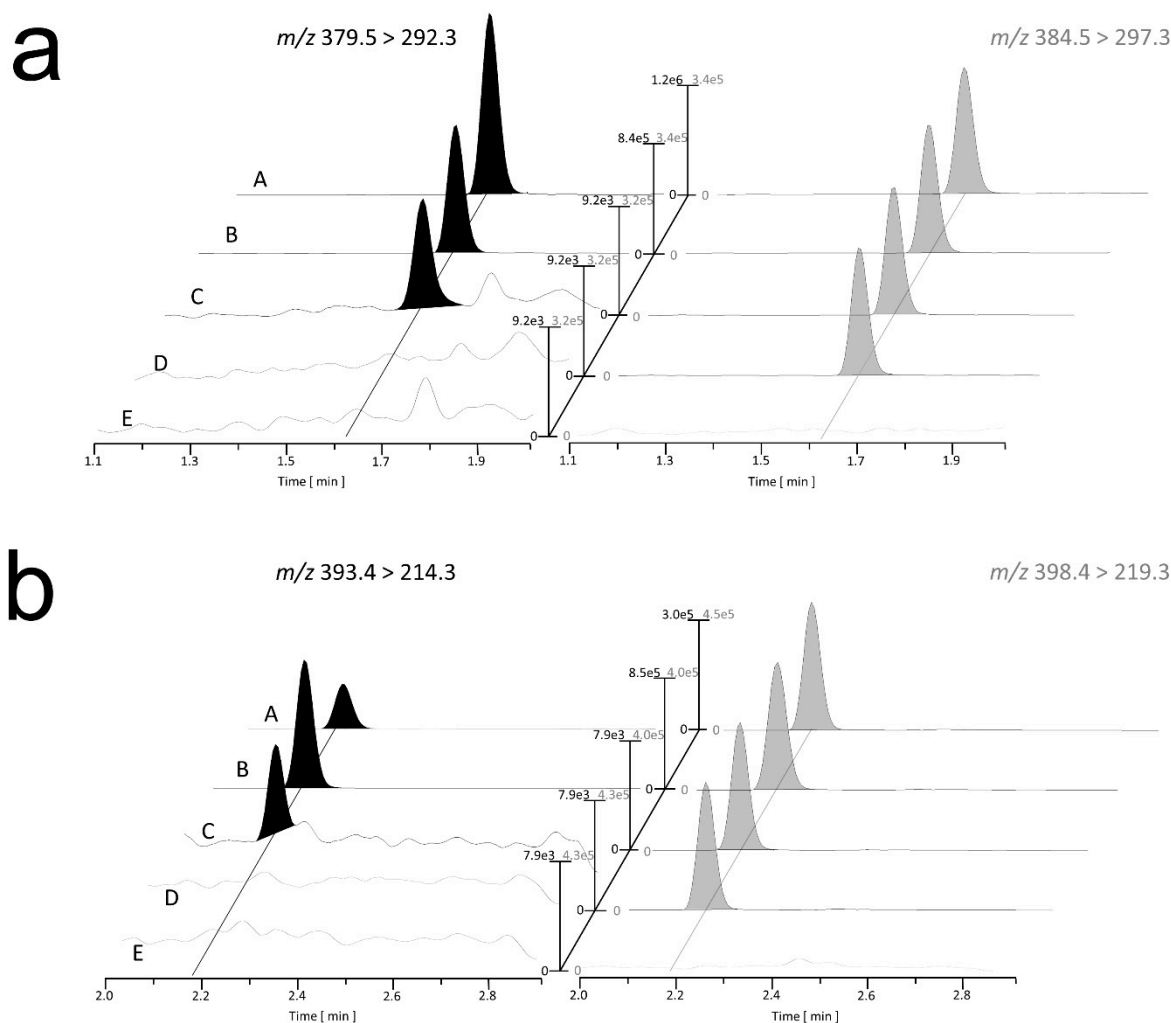 a
m/z 379.5 > 292.3
m/z 384.5 > 297.3
1.2e6 3.4e5
8.4e5 3.4e5
A
0 0
9.2e3 3.2e5
B
0 0
9.2e3 3.2e5
C
0 0
9.2e3 3.2e5
D
0 0
E
0 0
1.1 1.3 1.5 1.7 1.9
1.1 1.3 1.5 1.7 1.9
Time [ min ]
Time [ min ]
b
m/z 393.4 > 214.3
m/z 398.4 > 219.3
3.0e5 4.5e5
8.5e5 4.0e5
A
0 0
7.9e3 4.0e5
B
0 0
7.9e3 4.3e5
C
0 0
7.9e3 4.3e5
D
0 0
E
0 0
2.0 2.2 2.4 2.6 2.8
2.0 2.2 2.4 2.6 2.8
Time [ min ]
Time [ min ]